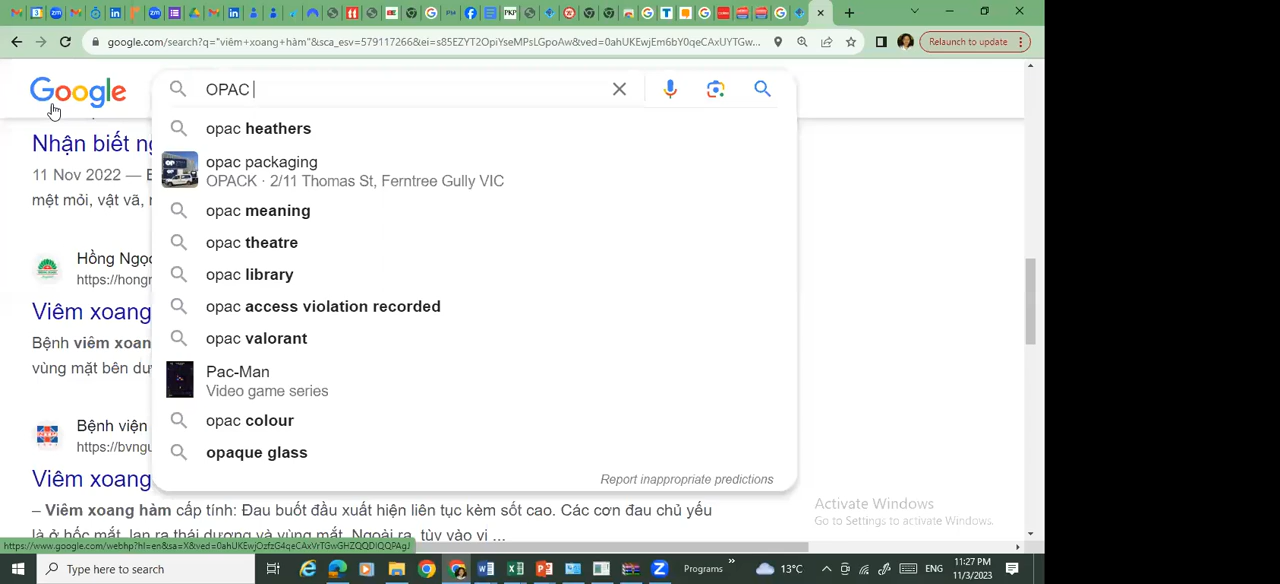 google.com/search?q="viêm+xoang+hàm"&sca_esv=579117266&ei=s85EZYT2OpiYseMPsLGpoAw&ved=0ahUKEwjEm6bY0qeCAxUYTGw...
Relaunch to update
Google
OPAC
opac heathers
Nhận biết ng
opac packaging
11 Nov 2022 —
OPACK · 2/11 Thomas St, Ferntree Gully VIC
mệt mỏi, vật vã,
opac meaning
opac theatre
Hồng Ngọc
https://hongn
opac library
Viêm xoang
opac access violation recorded
Bệnh viêm xoan
opac valorant
vùng mặt bên dư
Pac-Man
Video game series
Bệnh viện
opac colour
https://bvngu
opaque glass
Viêm xoang
Report inappropriate predictions
– Viêm xoang hàm cấp tính: Đau buốt đầu xuất hiện liên tục kèm sốt cao. Các cơn đau chủ yếu
là ở hốc mắt, lan ra thái dương và vùng mắt. Ngoài ra, tùy vào vị ...
Activate Windows
Go to Settings to activate Windows.
Type here to search
Programs
13°C
ENG
11:27 PM
11/3/2023